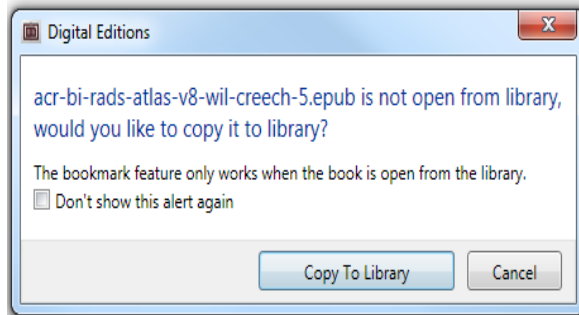 Digital Editions
acr-bi-rads-atlas-v8-wil-creech-5.epub is not open from library,
would you like to copy it to library?
The bookmark feature only works when the book is open from the library.
Don't show this alert again
Copy To Library
Cancel